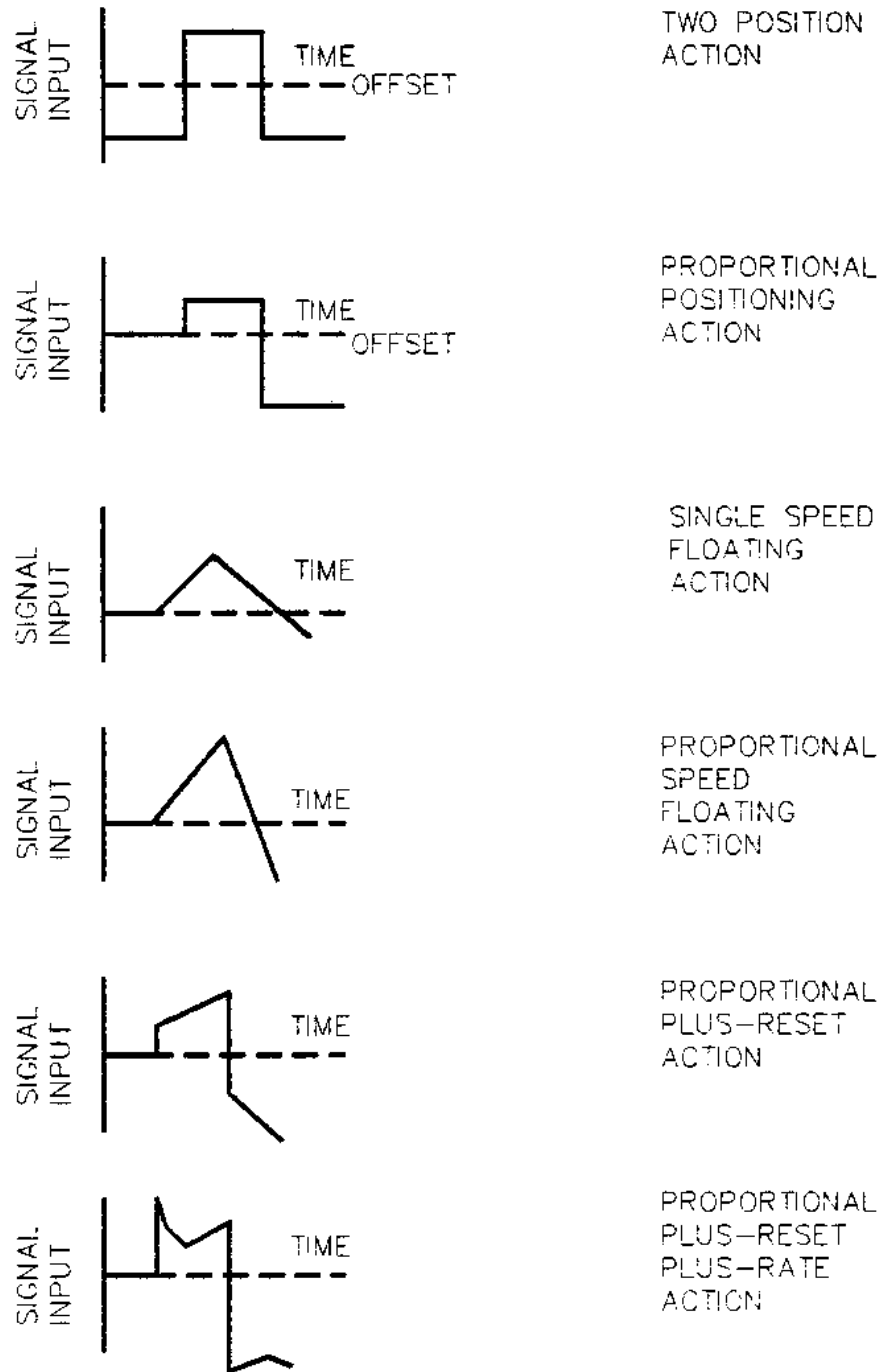 SIGNAL
INPUT
TIME
OFFSET
TWO POSITION
ACTION
SIGNAL
INPUT
TIME
OFFSET
PROPORTIONAL
POSITIONING
ACTION
SIGNAL
INPUT
TIME
SINGLE SPEED
FLOATING
ACTION
SIGNAL
INPUT
TIME
PROPORTIONAL
SPEED
FLOATING
ACTION
SIGNAL
INPUT
TIME
PROPORTIONAL
PLUS-RESET
ACTION
SIGNAL
INPUT
TIME
PROPORTIONAL
PLUS-RESET
PLUS-RATE
ACTION